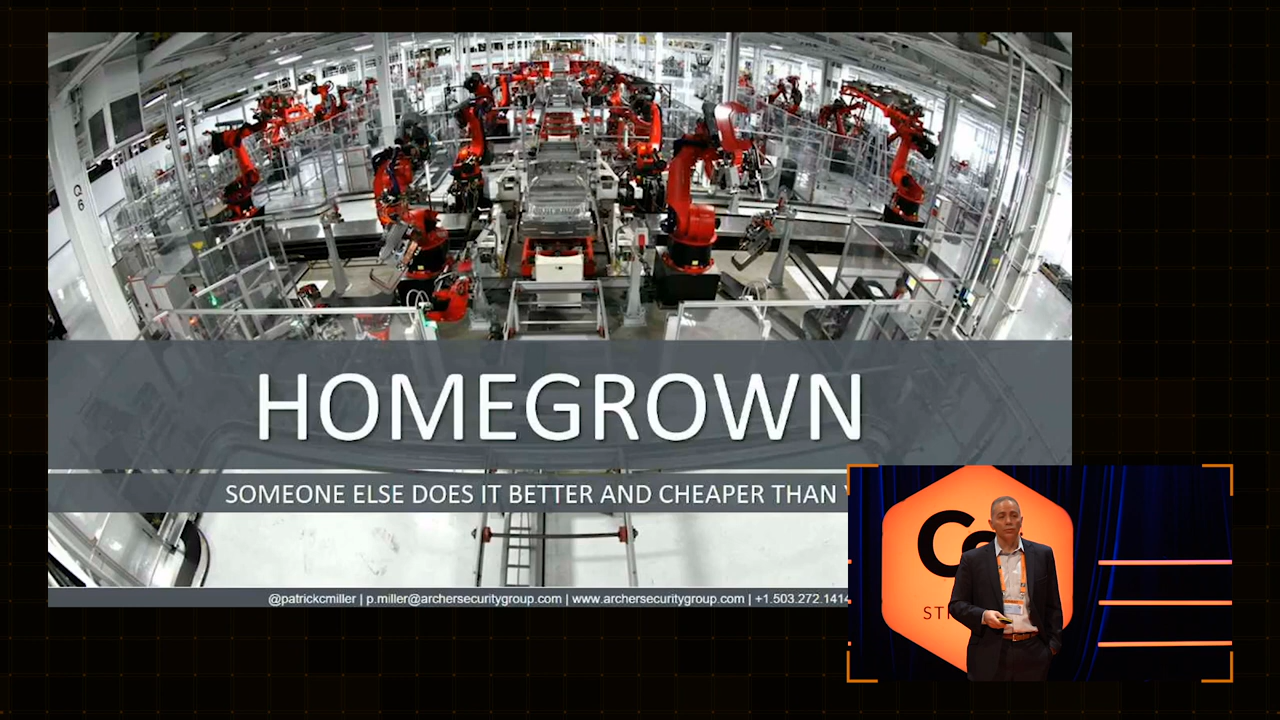 Q6
HOMEGROWN
SOMEONE ELSE DOES IT BETTER AND CHEAPER THAN
@patrickcmiller | p.miller@archersecuritygroup.com | www.archersecuritygroup.com | +1.503.272.1414